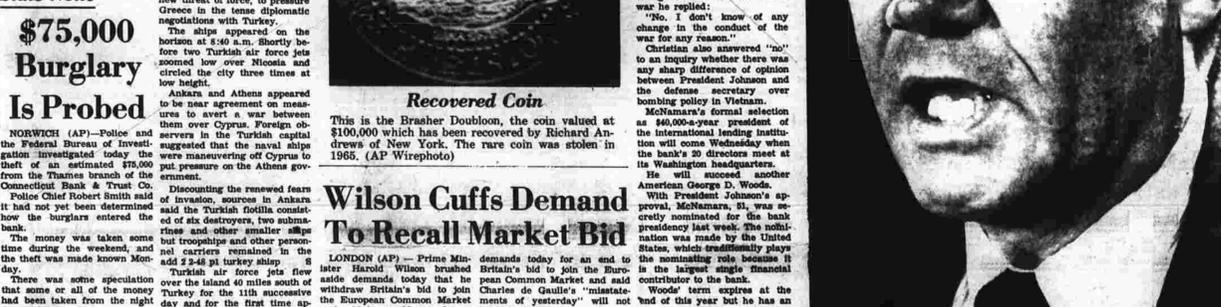 $75,000
Burglary
Is Probed
NORWICH (AP)—Police and
the Federal Bureau of Investi-
gation investigated today the
theft of an estimated $75,000
from the Thames branch of the
Connecticut Bank & Trust Co.
Police Chief Robert Smith said
it had not yet been determined
how the burglars entered the
bank.
The money was taken some
time during the weekend, and
the theft was made known Mon-
day.
There was some speculation
that some or all of the money
had been taken from the night
new threat of force, to pressure
Greece in the tense diplomatic
negotiations with Turkey.
The ships appeared on the
horizon at 8:40 a.m. Shortly be-
fore two Turkish air force jets
zoomed low over Nicosia and
circled the city three times at
low height.
Ankara and Athens appeared
to be near agreement on meas-
ures to avert a war between
them over Cyprus. Foreign ob-
servers in the Turkish capital
suggested that the naval ships
were maneuvering off Cyprus to
put pressure on the Athens gov-
ernment.
Discounting the renewed fears
of invasion, sources in Ankara
said the Turkish flotilla consist-
ed of six destroyers, two subma-
rines and other smaller ships
but troopships and other person-
nel carriers remained in the
add 2 2-48 pl turkey shisp
Turkish air force jets flew
over the island 40 miles south of
Turkey for the 11th successive
day and for the first time ap-
Recovered Coin
This is the Brasher Doubloon, the coin valued at
$100,000 which has been recovered by Richard An-
drews of New York. The rare coin was stolen in
1965. (AP Wirephoto)
Wilson Cuffs Demand
To Recall Market Bid
LONDON (AP) — Prime Min-
ister Harold Wilson brushed
aside demands today that he
withdraw Britain's bid to join
the European Common Market
demands today for an end to
Britain's bid to join the Euro-
pean Common Market and said
Charles de Gaulle's "misstate-
ments of yesterday" will not
war he replied:
"No. I don't know of any
change in the conduct of the
war for any reason."
Christian also answered "no"
to an inquiry whether there was
any sharp difference of opinion
between President Johnson and
the defense secretary over
bombing policy in Vietnam.
McNamara's formal selection
as $40,000-a-year president of
the international lending institu-
tion will come Wednesday when
the bank's 20 directors meet at
its Washington headquarters.
He will succeed another
American George D. Woods.
With President Johnson's ap-
proval, McNamara, 51, was se-
cretly nominated for the bank
presidency last week. The nomi-
nation was made by the United
States, which traditionally plays
the nominating role because it
is the largest single financial
contributor to the bank.
Woods' term expires at the
end of this year but he has an